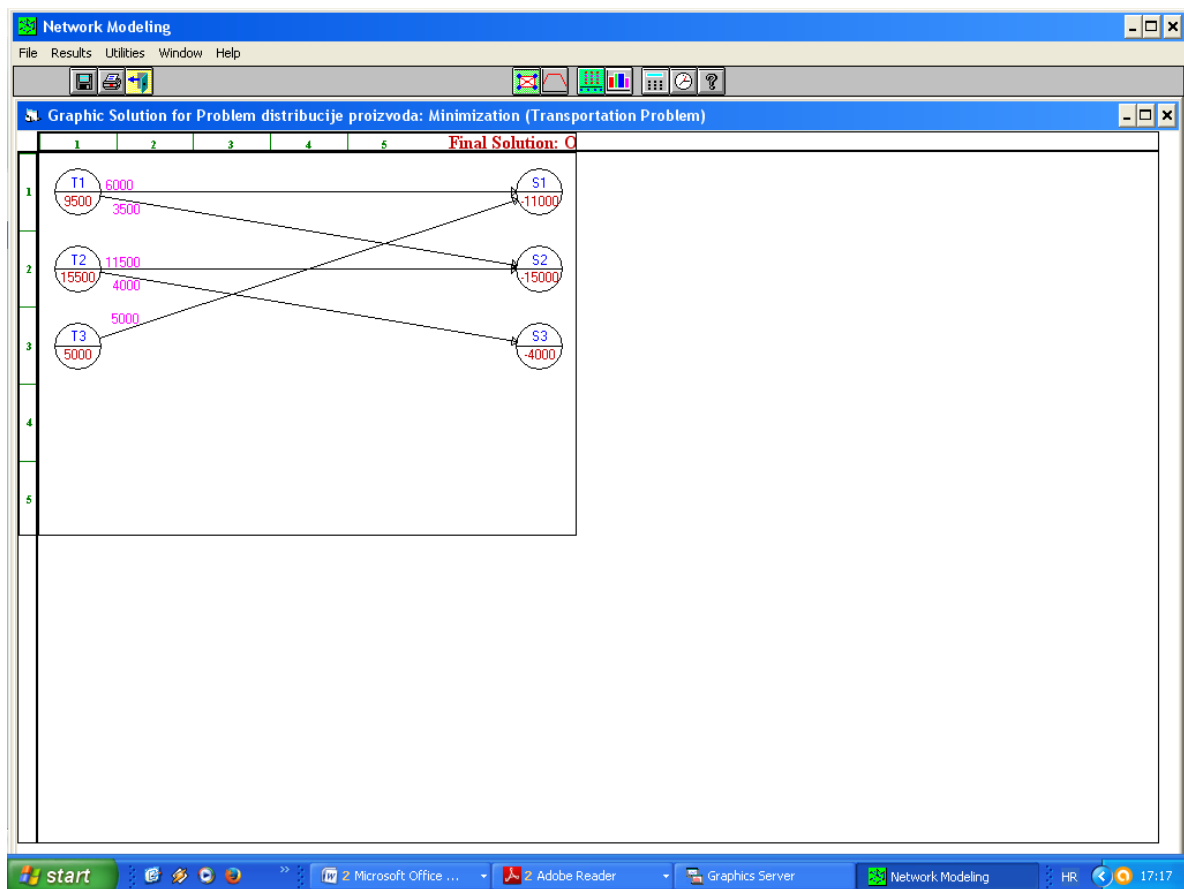 Network Modeling
File Results Utilities Window Help
Graphic Solution for Problem distribucije proizvoda: Minimization (Transportation Problem)
1 2 3 4 5 Final Solution: O
1
T1
9500
6000
3500
S1
-11000
2
T2
15500
11500
4000
S2
-15000
3
T3
5000
5000
S3
-4000
4
5
start
2 Microsoft Office ...
2 Adobe Reader
Graphics Server
Network Modeling
HR
17:17